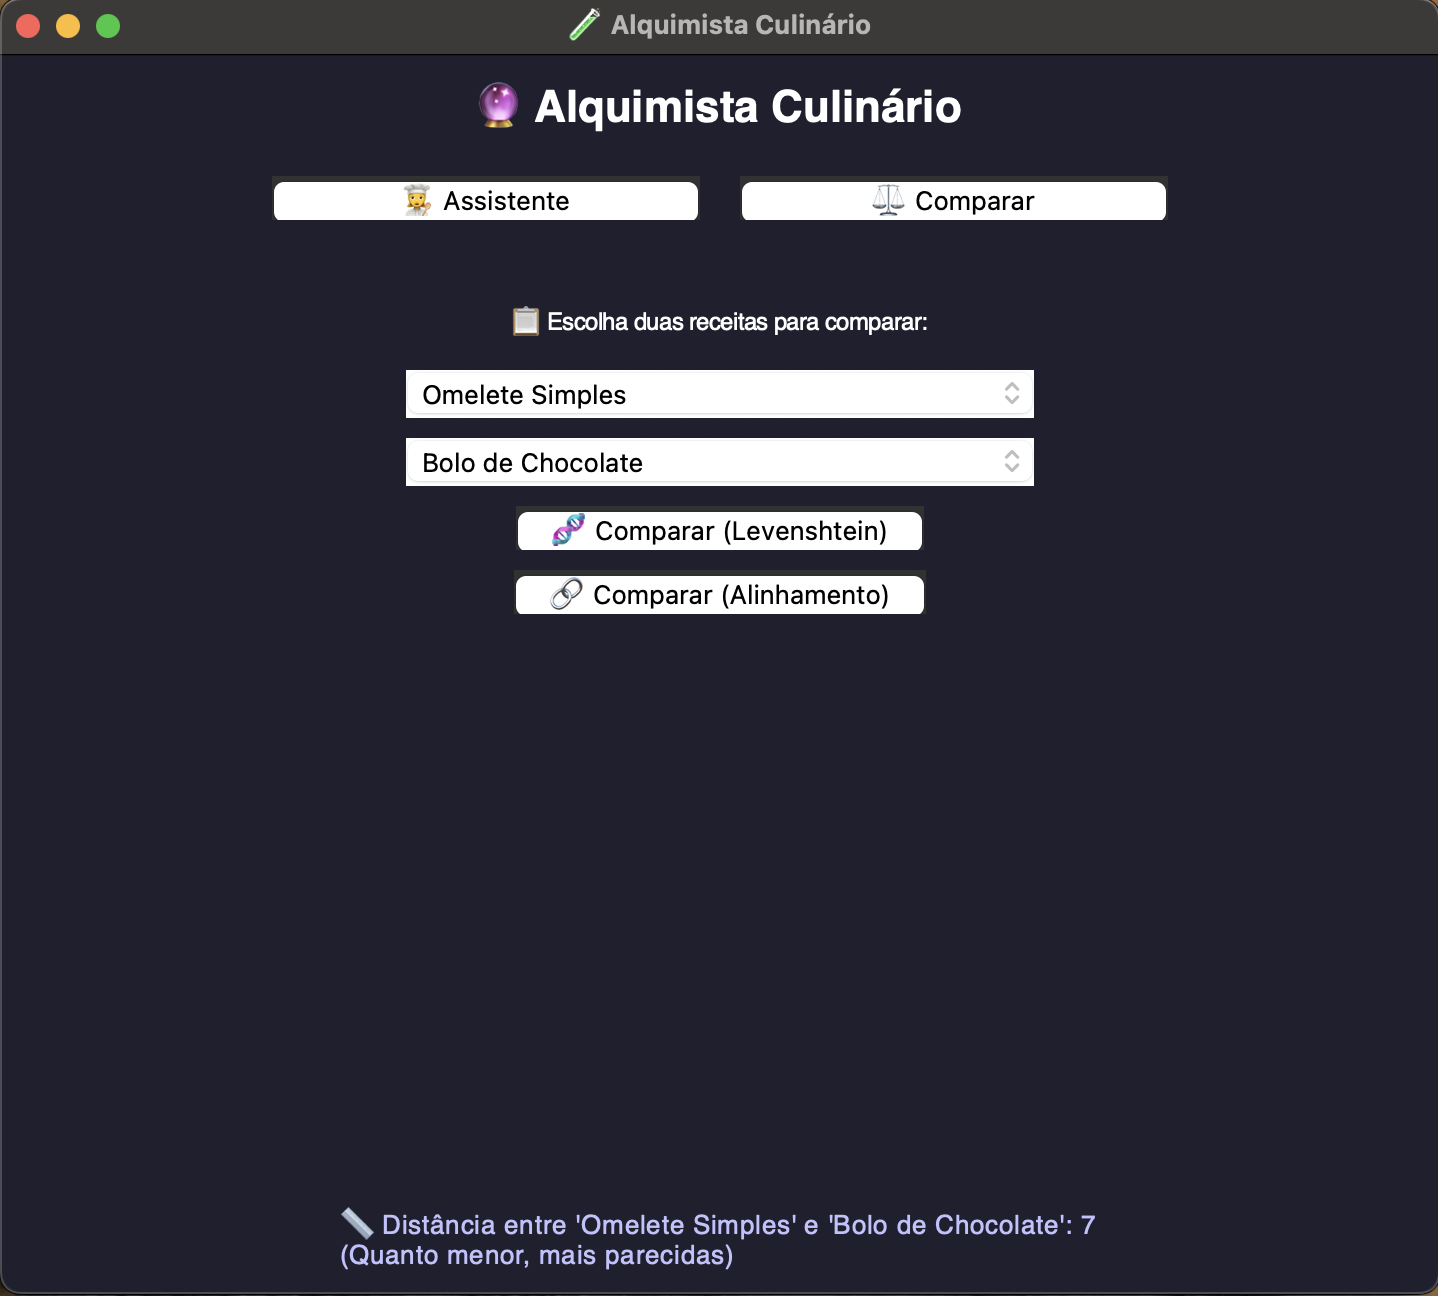 Alquimista Culinário
Alquimista Culinário
Assistente
Comparar
Escolha duas receitas para comparar:
Omelete Simples
Bolo de Chocolate
Comparar (Levenshtein)
Comparar (Alinhamento)
Distância entre 'Omelete Simples' e 'Bolo de Chocolate': 7
(Quanto menor, mais parecidas)